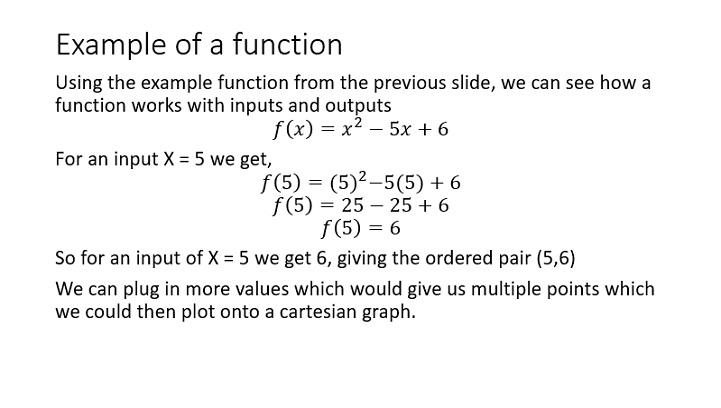 Example of a function
Using the example function from the previous slide, we can see how a
function works with inputs and outputs
f(x) = x² − 5x + 6
For an input X = 5 we get,
f(5) = (5)²−5(5) + 6
f(5) = 25 − 25 + 6
f(5) = 6
So for an input of X = 5 we get 6, giving the ordered pair (5,6)
We can plug in more values which would give us multiple points which
we could then plot onto a cartesian graph.